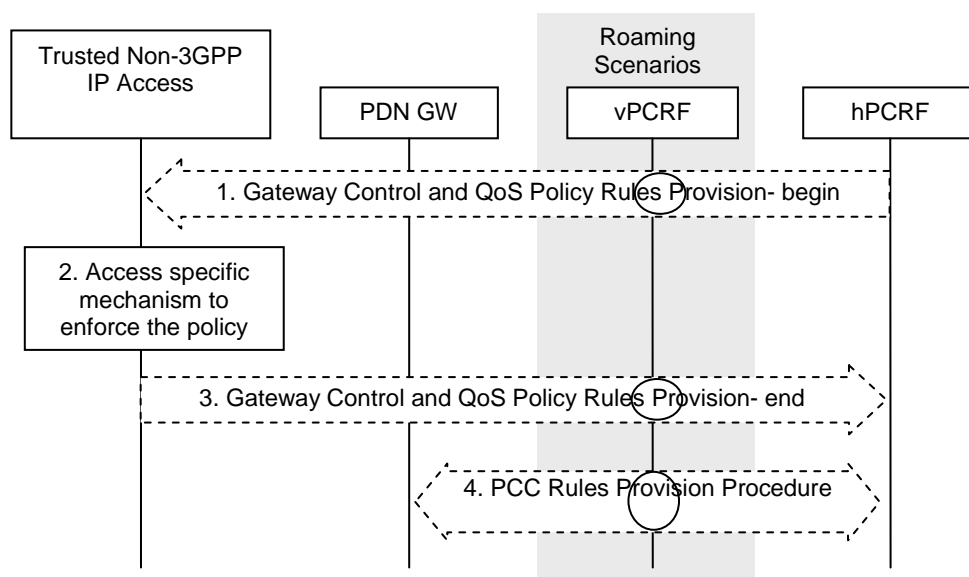 Roaming
Scenarios
Trusted Non-3GPP
IP Access
PDN GW
vPCRF
hPCRF
1. Gateway Control and QoS Policy Rules Provision- begin
2. Access specific
mechanism to
enforce the policy
3. Gateway Control and QoS Policy Rules Provision- end
4. PCC Rules Provision Procedure